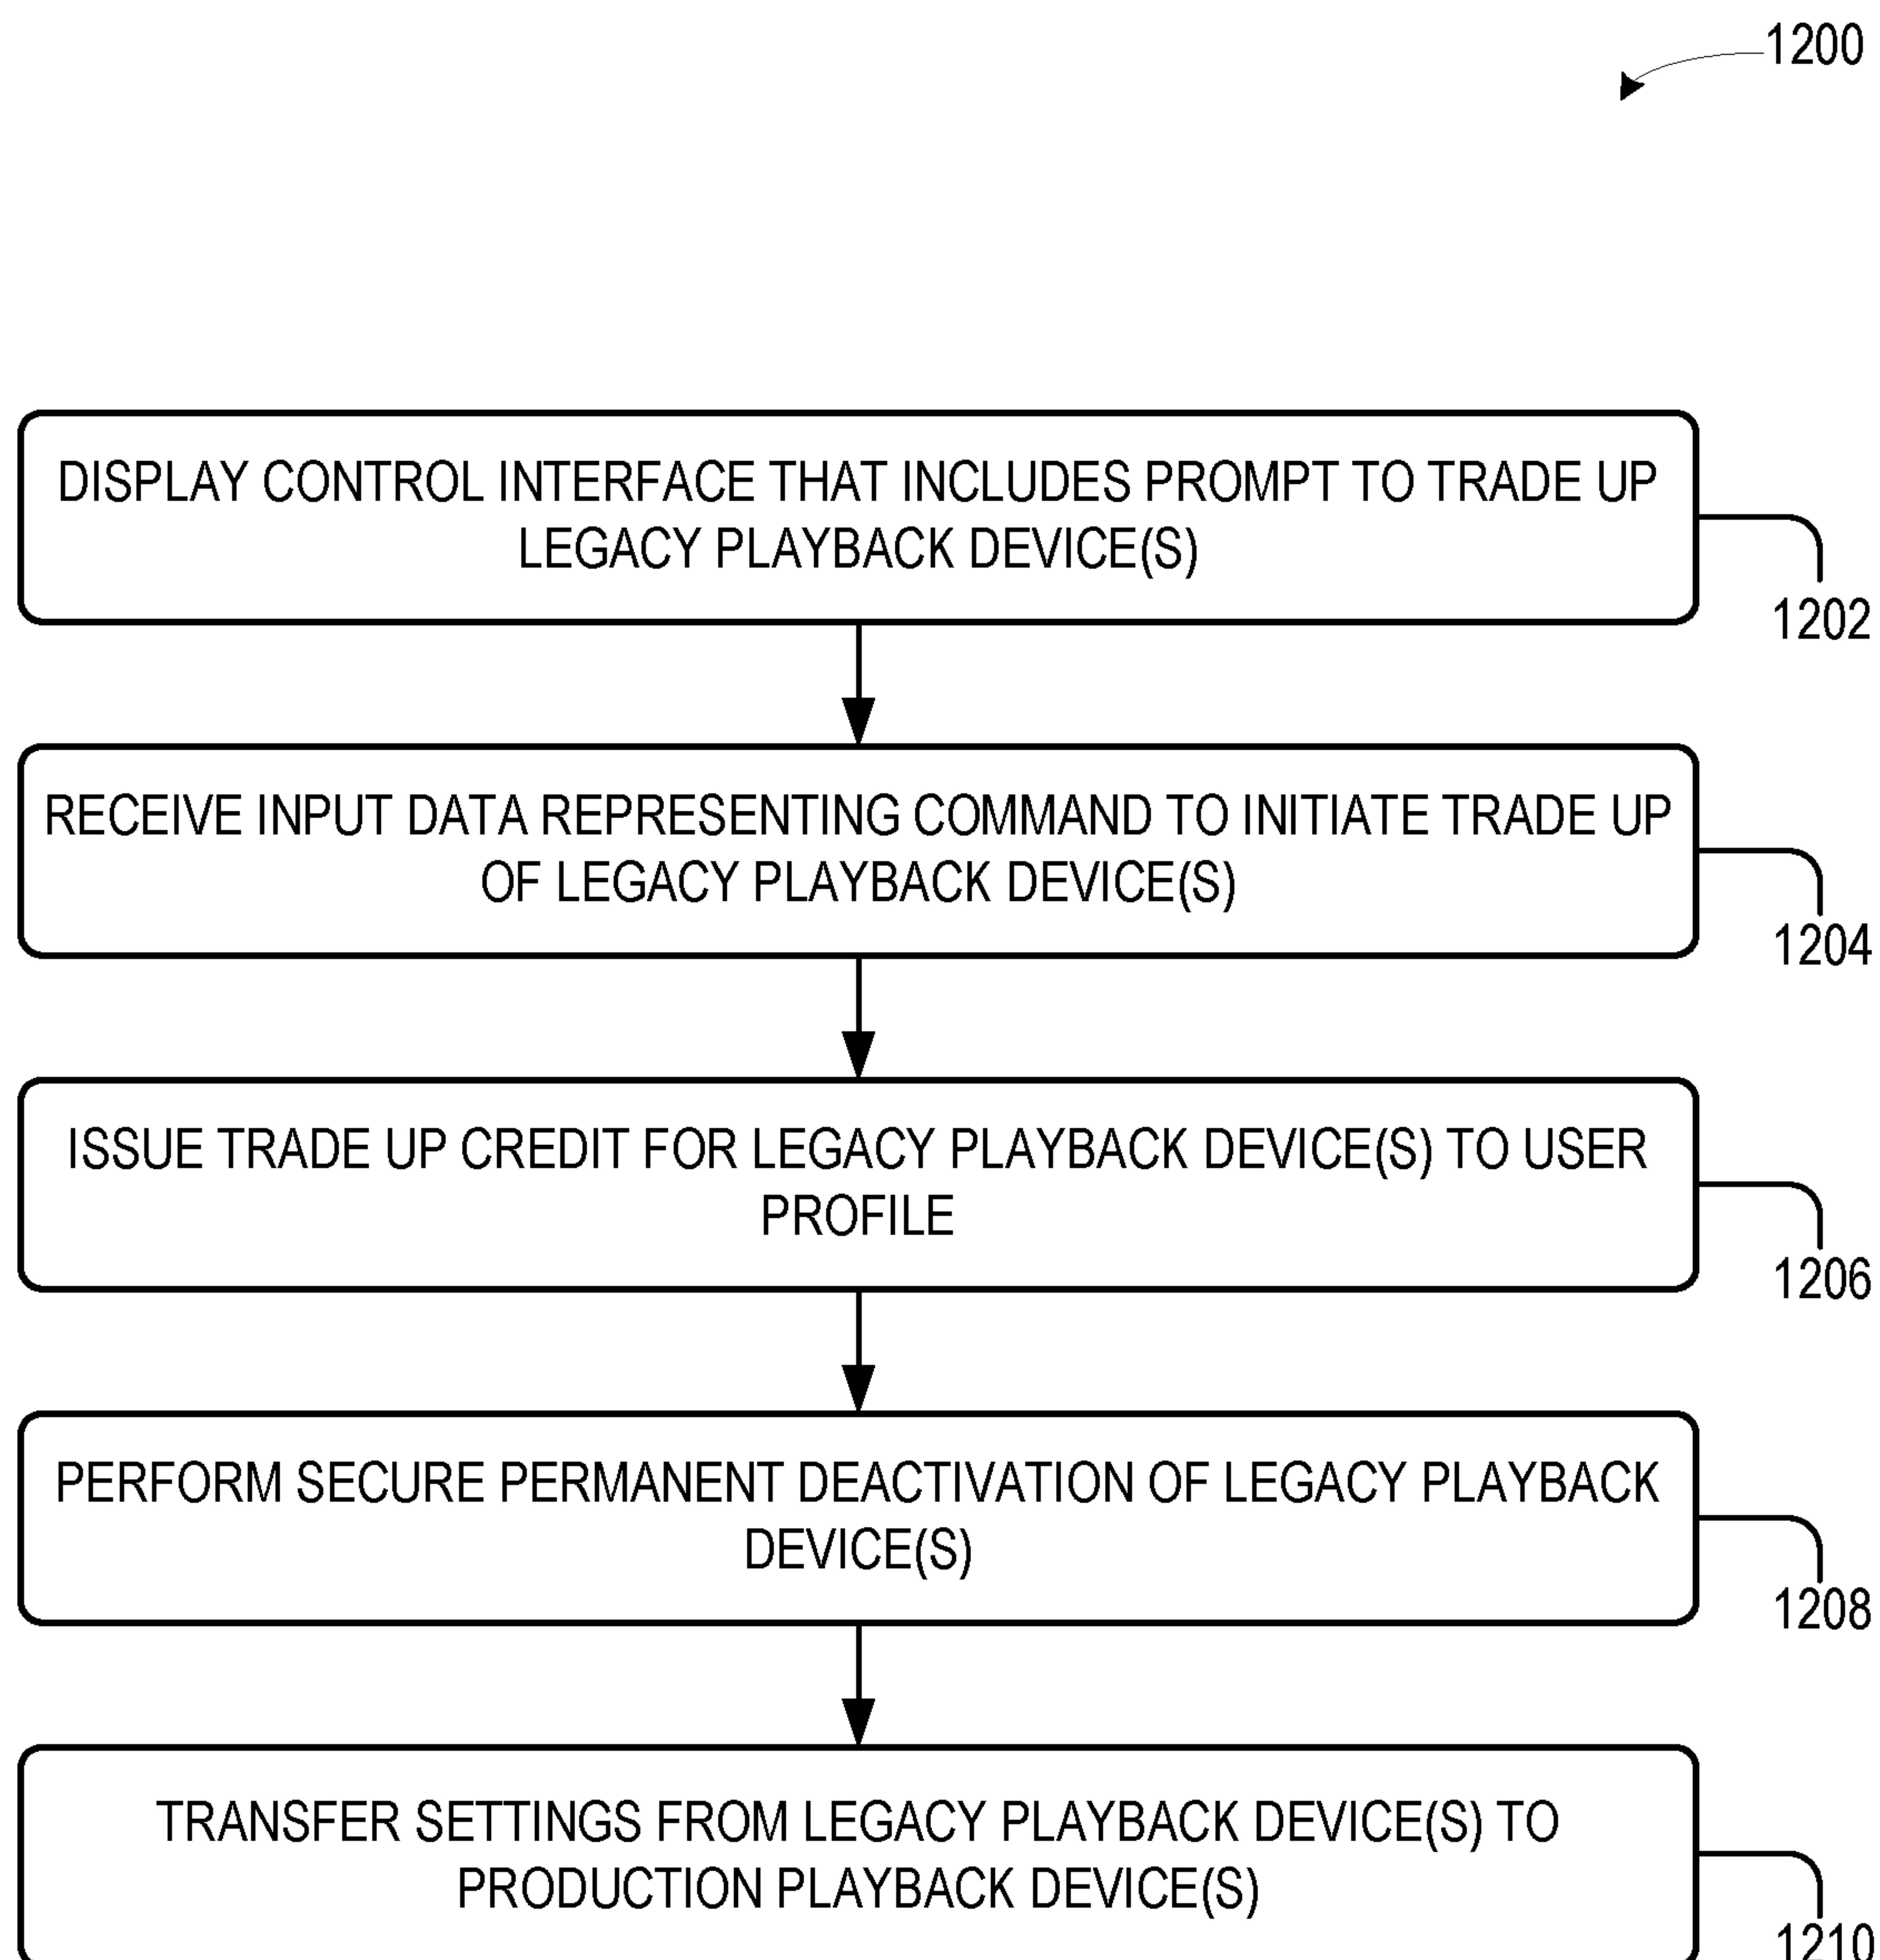 1200
DISPLAY CONTROL INTERFACE THAT INCLUDES PROMPT TO TRADE UP
LEGACY PLAYBACK DEVICE(S)
1202
RECEIVE INPUT DATA REPRESENTING COMMAND TO INITIATE TRADE UP
OF LEGACY PLAYBACK DEVICE(S)
1204
ISSUE TRADE UP CREDIT FOR LEGACY PLAYBACK DEVICE(S) TO USER
PROFILE
1206
PERFORM SECURE PERMANENT DEACTIVATION OF LEGACY PLAYBACK
DEVICE(S)
1208
TRANSFER SETTINGS FROM LEGACY PLAYBACK DEVICE(S) TO
PRODUCTION PLAYBACK DEVICE(S)
1210